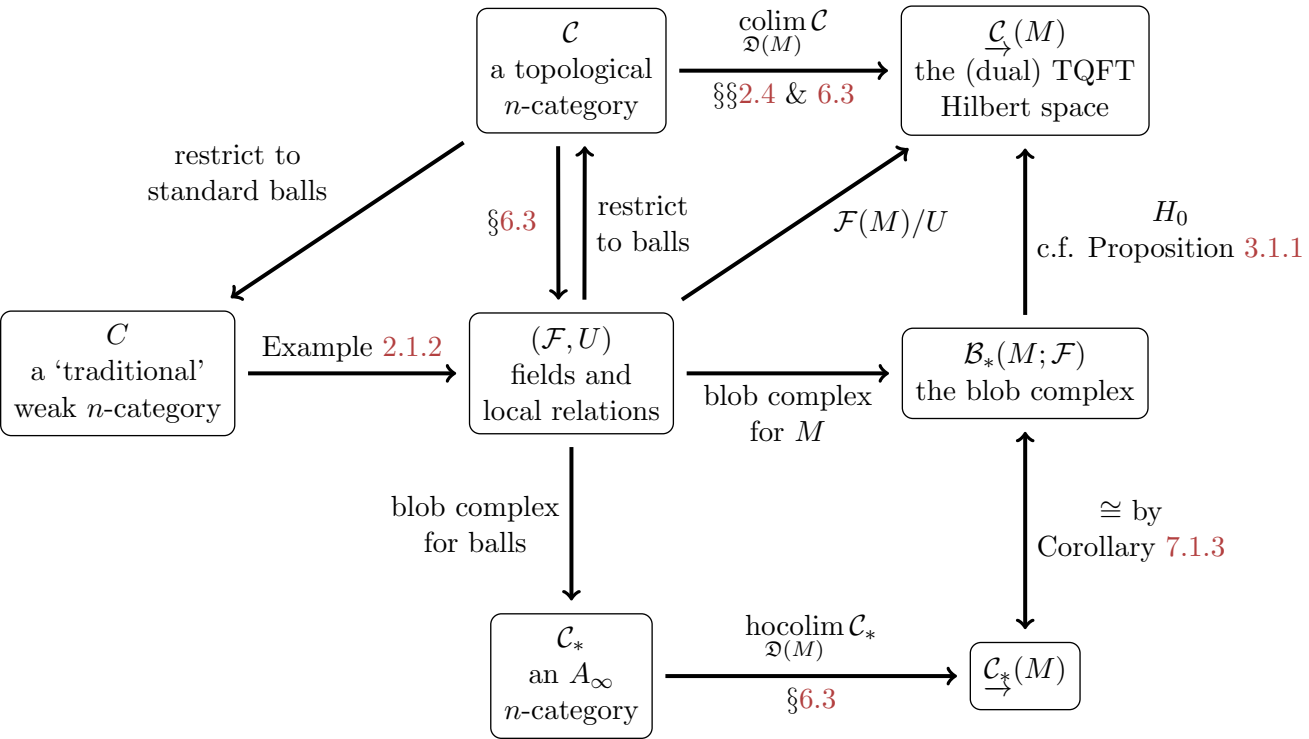 𝒞
a topological
n-category
colim 𝒞
𝔇(M)
§§2.4 & 6.3
𝒞(M)
the (dual) TQFT
Hilbert space
restrict to
standard balls
§6.3
restrict
to balls
ℱ(M)/U
H₀
c.f. Proposition 3.1.1
C
a ‘traditional’
weak n-category
Example 2.1.2
(ℱ, U)
fields and
local relations
blob complex
for M
ℬ∗(M; ℱ)
the blob complex
blob complex
for balls
≅ by
Corollary 7.1.3
𝒞∗
an A∞
n-category
hocolim 𝒞∗
𝔇(M)
§6.3
𝒞∗(M)